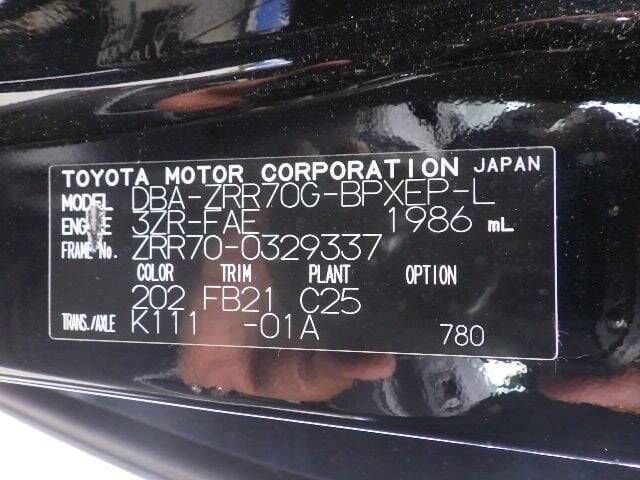 TOYOTA MOTOR CORPORATION JAPAN
MODEL DBA-ZRR70G-BPXEP-L
ENGINE 3ZR-FAE 1986 mL
FRAME No. ZRR70-0329337
COLOR TRIM PLANT OPTION
202 FB21 C25
TRANS./AXLE K111 -01A 780